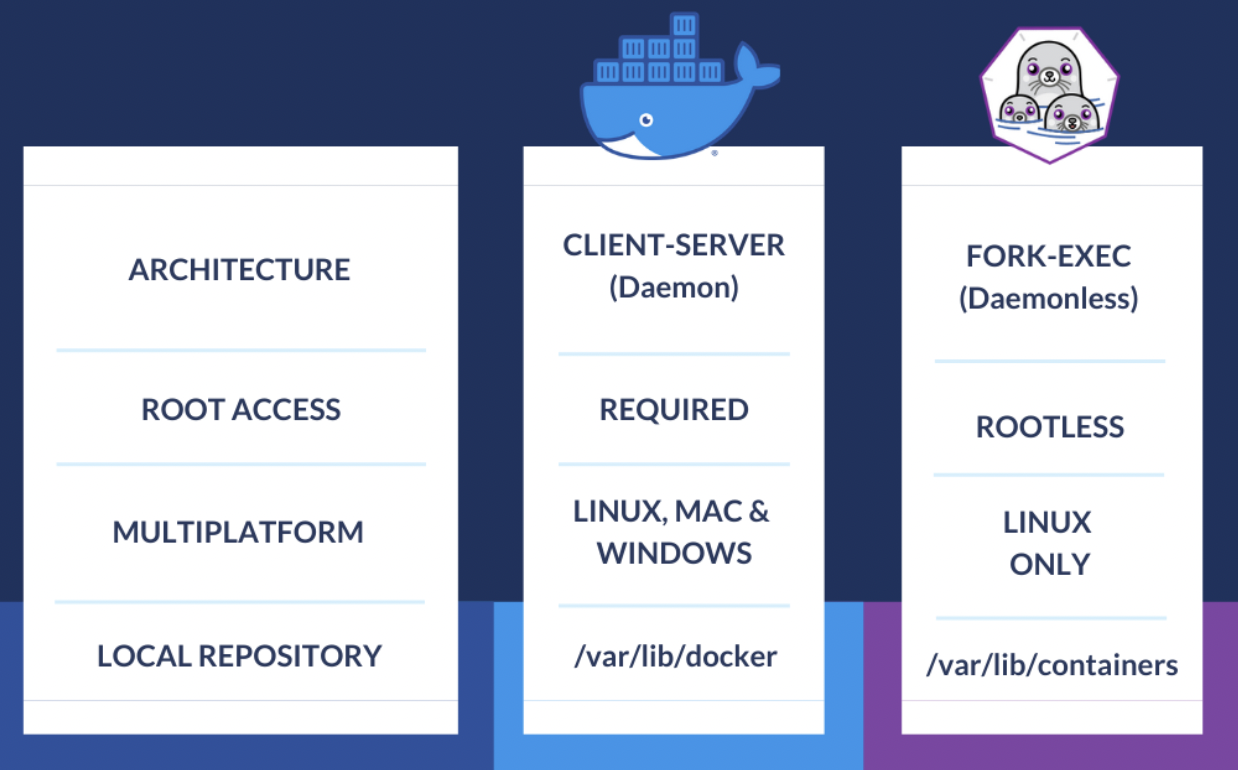 ARCHITECTURE
CLIENT-SERVER
(Daemon)
FORK-EXEC
(Daemonless)
ROOT ACCESS
REQUIRED
ROOTLESS
MULTIPLATFORM
LINUX, MAC &
WINDOWS
LINUX
ONLY
LOCAL REPOSITORY
/var/lib/docker
/var/lib/containers